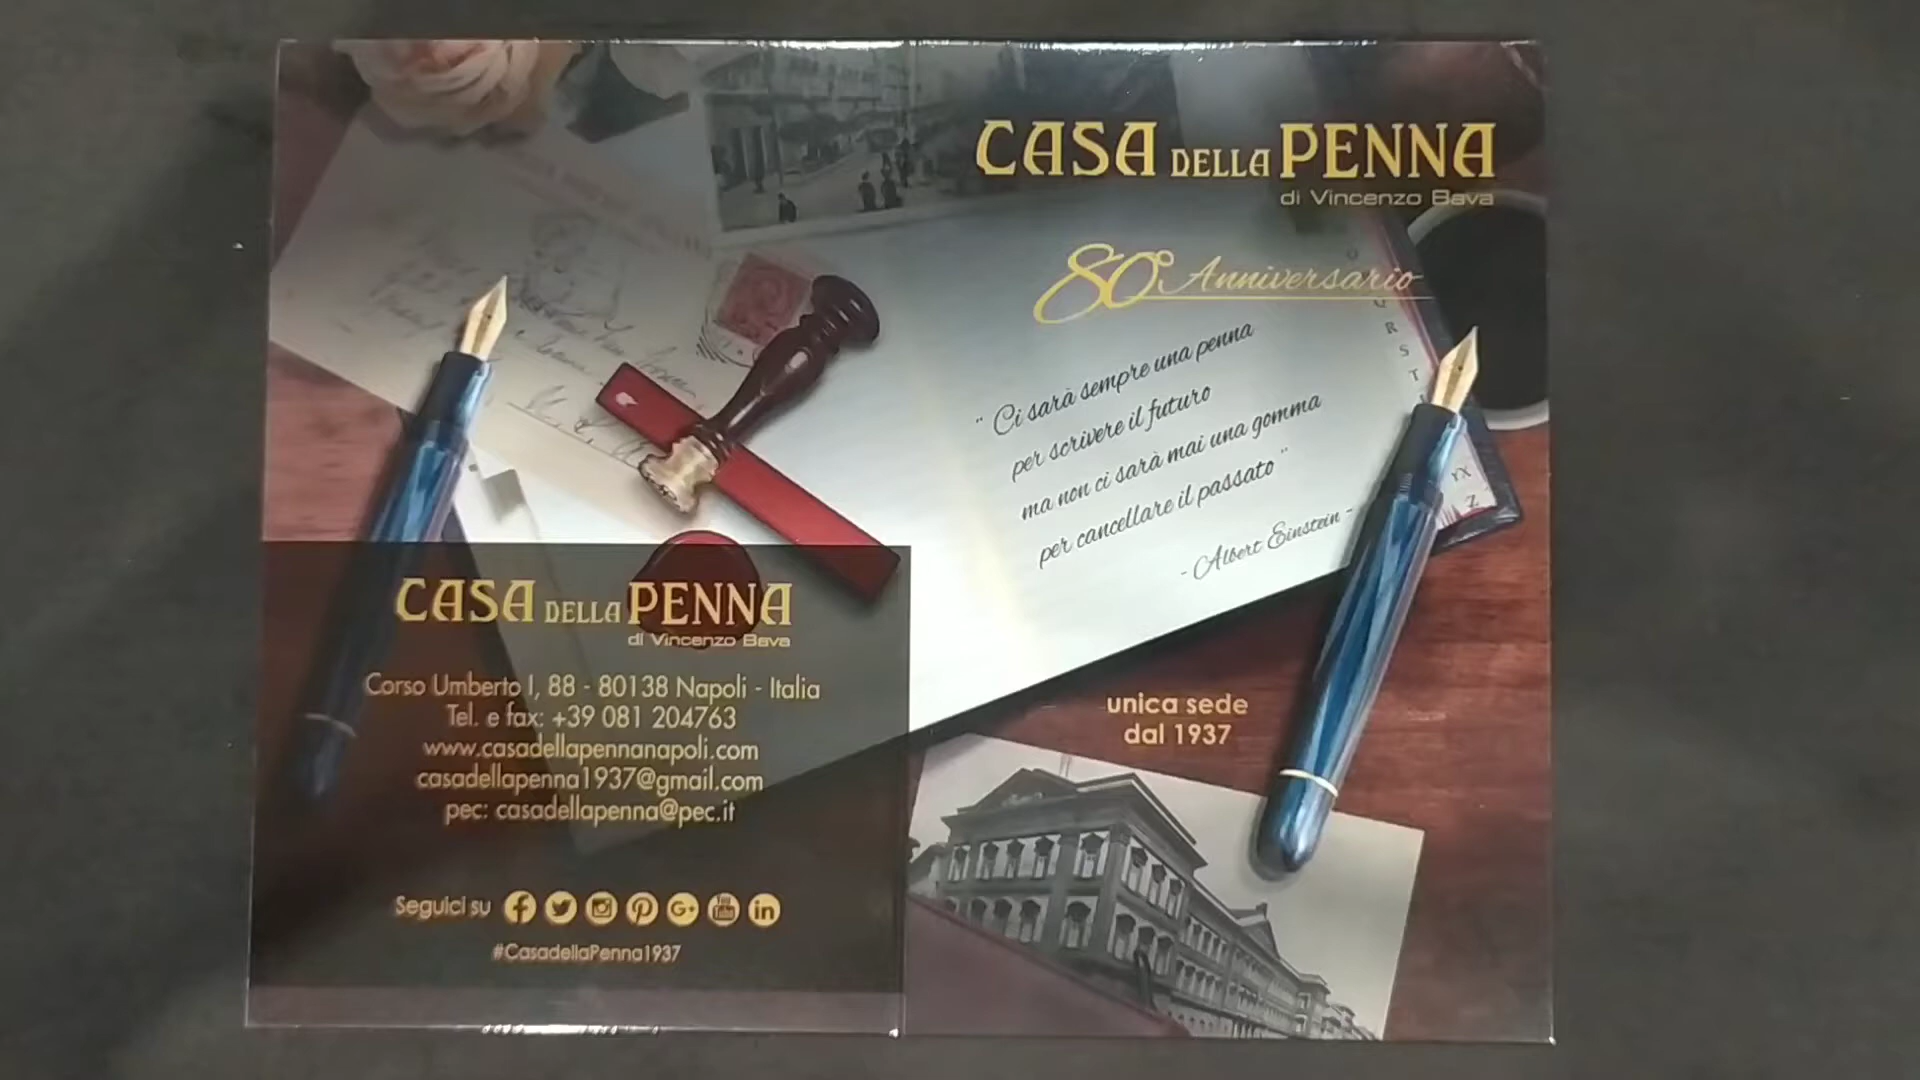 CASA DELLA PENNA
di Vincenzo Bava
Corso Umberto I, 88 - 80138 Napoli - Italia
Tel. e fax: +39 081 204763
www.casadellapennanapoli.com
casadellapenna1937@gmail.com
pec: casadellapenna@pec.it
Seguici su
#CasadellaPenna1937
CASA DELLA PENNA
di Vincenzo Bava
80° Anniversario
" Ci sarà sempre una penna
per scrivere il futuro
ma non ci sarà mai una gomma
per cancellare il passato "
- Albert Einstein -
unica sede
dal 1937
Q
R
S
T
YX
Z